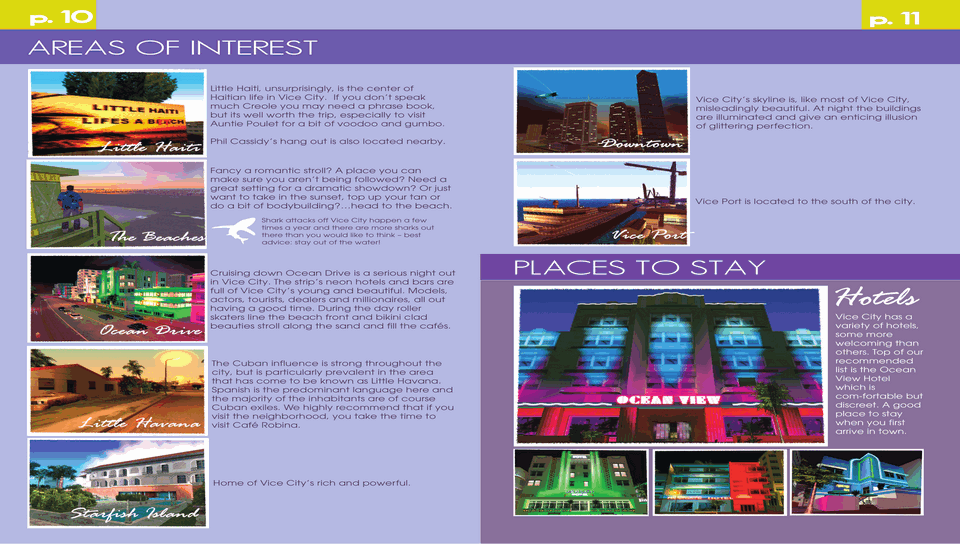 p. 10
p. 11
AREAS OF INTEREST
LITTLE HAITI
LIFES A BEACH
Little Haiti
Little Haiti, unsurprisingly, is the center of
Haitian life in Vice City. If you don't speak
much Creole you may need a phrase book,
but its well worth the trip, especially to visit
Auntie Poulet for a bit of voodoo and gumbo.
Phil Cassidy's hang out is also located nearby.
The Beaches
Fancy a romantic stroll? A place you can
make sure you aren't being followed? Need a
great setting for a dramatic showdown? Or just
want to take in the sunset, top up your tan or
do a bit of bodybuilding?...head to the beach.
Shark attacks off Vice City happen a few
times a year and there are more sharks out
there than you would like to think – best
advice: stay out of the water!
Ocean Drive
Cruising down Ocean Drive is a serious night out
in Vice City. The strip's neon hotels and bars are
full of Vice City's young and beautiful. Models,
actors, tourists, dealers and millionaires, all out
having a good time. During the day roller
skaters line the beach front and bikini clad
beauties stroll along the sand and fill the cafés.
Little Havana
The Cuban influence is strong throughout the
city, but is particularly prevalent in the area
that has come to be known as Little Havana.
Spanish is the predominant language here and
the majority of the inhabitants are of course
Cuban exiles. We highly recommend that if you
visit the neighborhood, you take the time to
visit Café Robina.
Starfish Island
Home of Vice City's rich and powerful.
Downtown
Vice City's skyline is, like most of Vice City,
misleadingly beautiful. At night the buildings
are illuminated and give an enticing illusion
of glittering perfection.
Vice Port
Vice Port is located to the south of the city.
PLACES TO STAY
OCEAN VIEW
Hotels
Vice City has a
variety of hotels,
some more
welcoming than
others. Top of our
recommended
list is the Ocean
View Hotel
which is
com-fortable but
discreet. A good
place to stay
when you first
arrive in town.